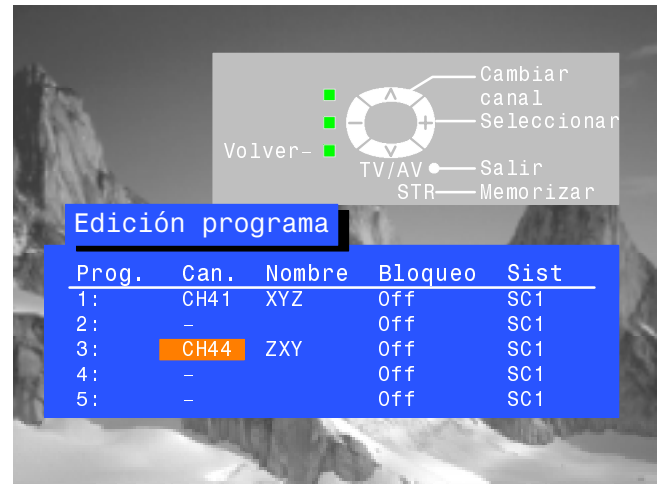 Cambiar
canal
Seleccionar
Volver–
TV/AV Salir
STR Memorizar
Edición programa
Prog. Can. Nombre Bloqueo Sist
1: CH41 XYZ Off SC1
2: – Off SC1
3: CH44 ZXY Off SC1
4: – Off SC1
5: – Off SC1